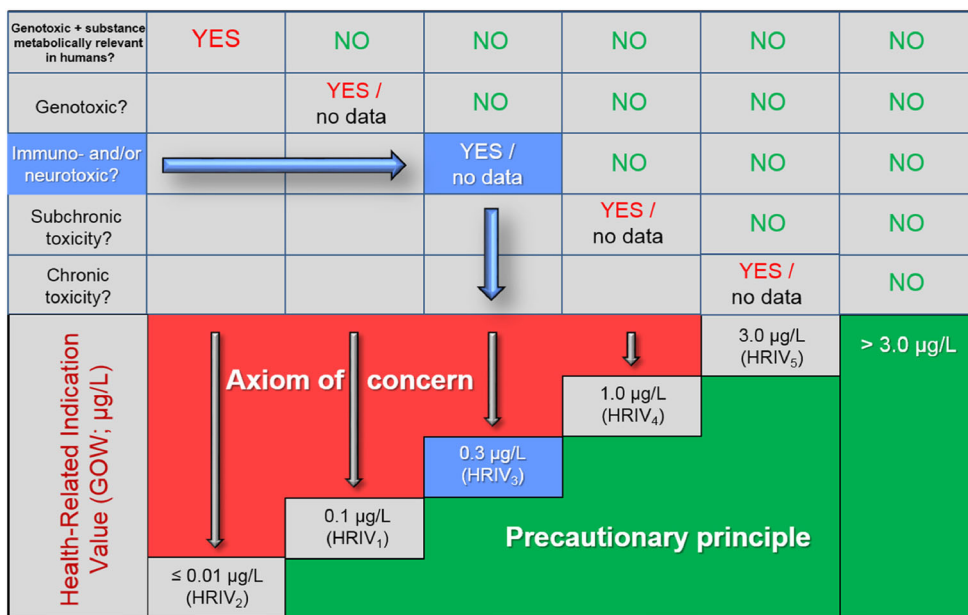 Genotoxic + substance
metabolically relevant
in humans?
YES
NO
NO
NO
NO
NO
Genotoxic?
YES /
no data
NO
NO
NO
NO
Immuno- and/or
neurotoxic?
YES /
no data
NO
NO
NO
Subchronic
toxicity?
YES /
no data
NO
NO
Chronic
toxicity?
YES /
no data
NO
Health-Related Indication
Value (GOW; µg/L)
Axiom of concern
3.0 µg/L
(HRIV₅)
> 3.0 µg/L
1.0 µg/L
(HRIV₄)
0.3 µg/L
(HRIV₃)
0.1 µg/L
(HRIV₁)
Precautionary principle
≤ 0.01 µg/L
(HRIV₂)